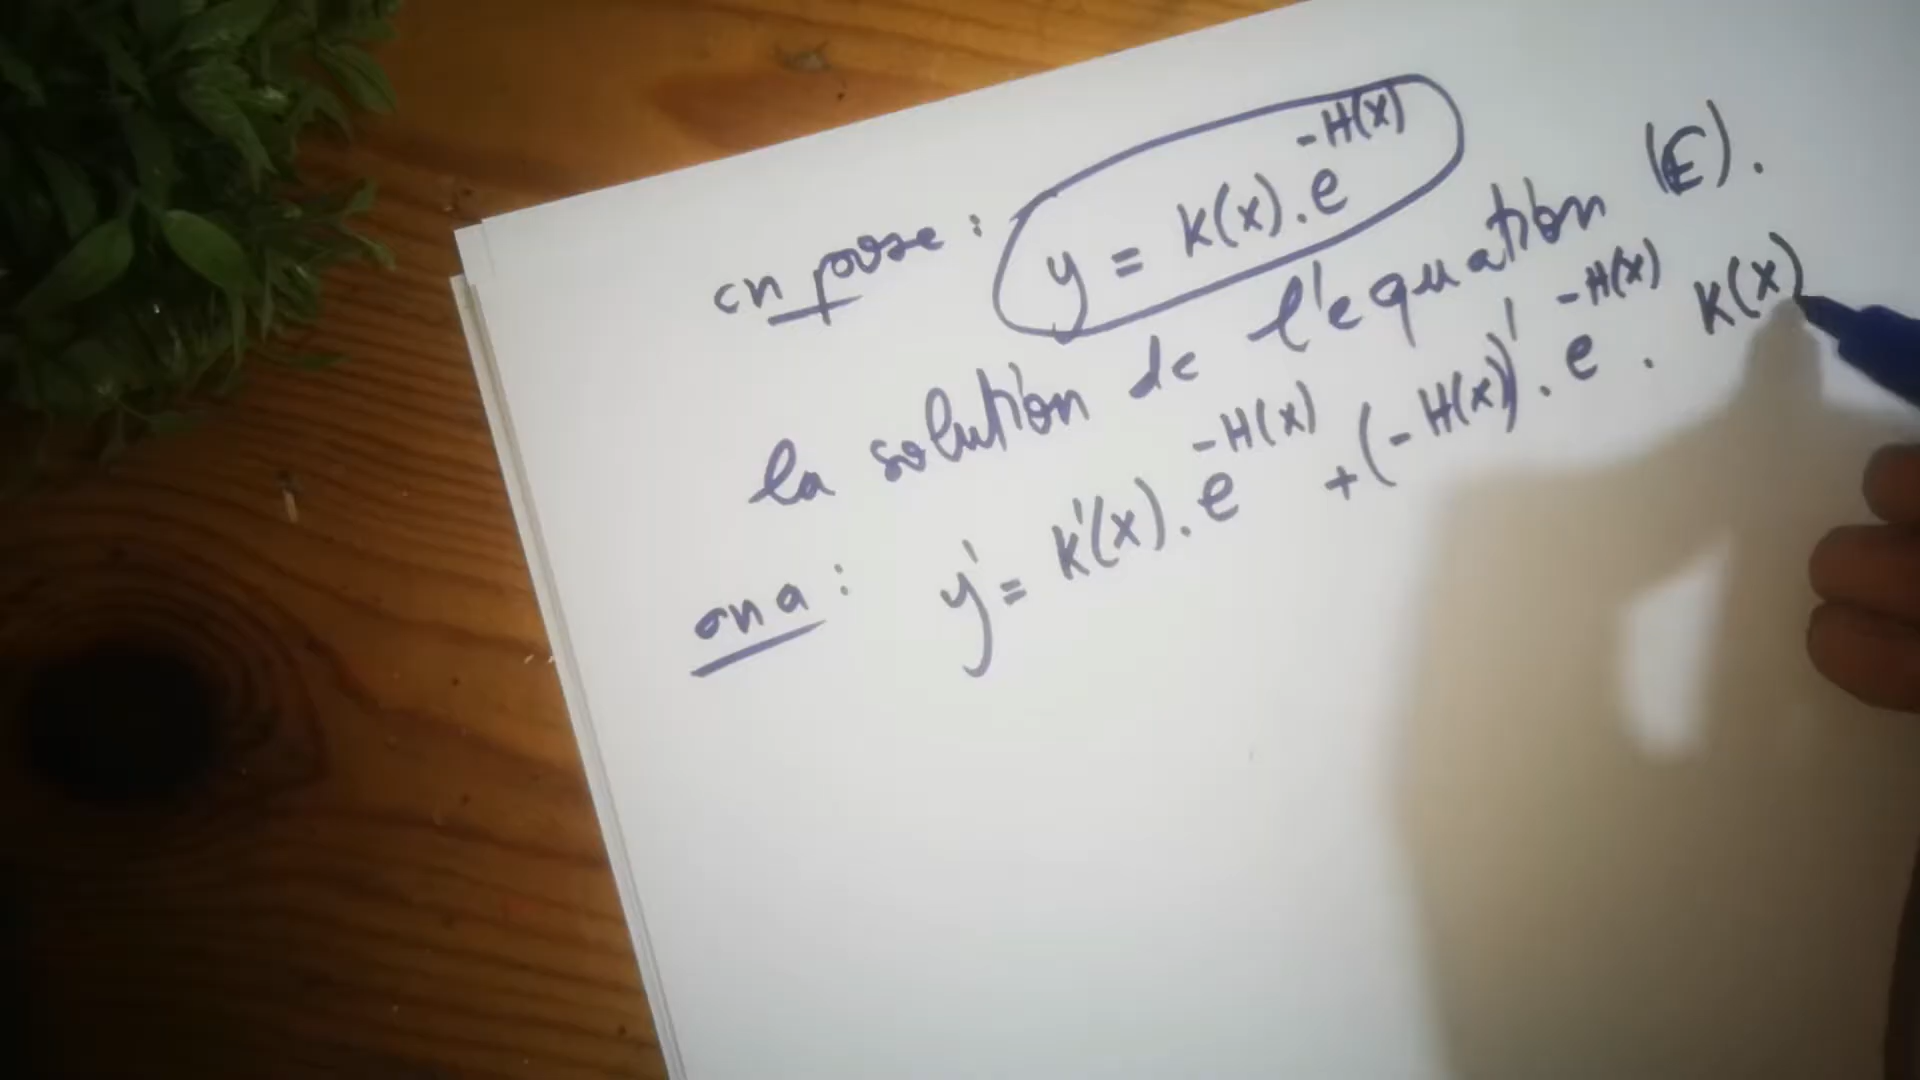 on pose : y = K(x).e^{-H(x)}
la solution de l'equation (E).
on a : y' = K'(x).e^{-H(x)} + (-H(x))'.e^{-H(x)}.K(x)